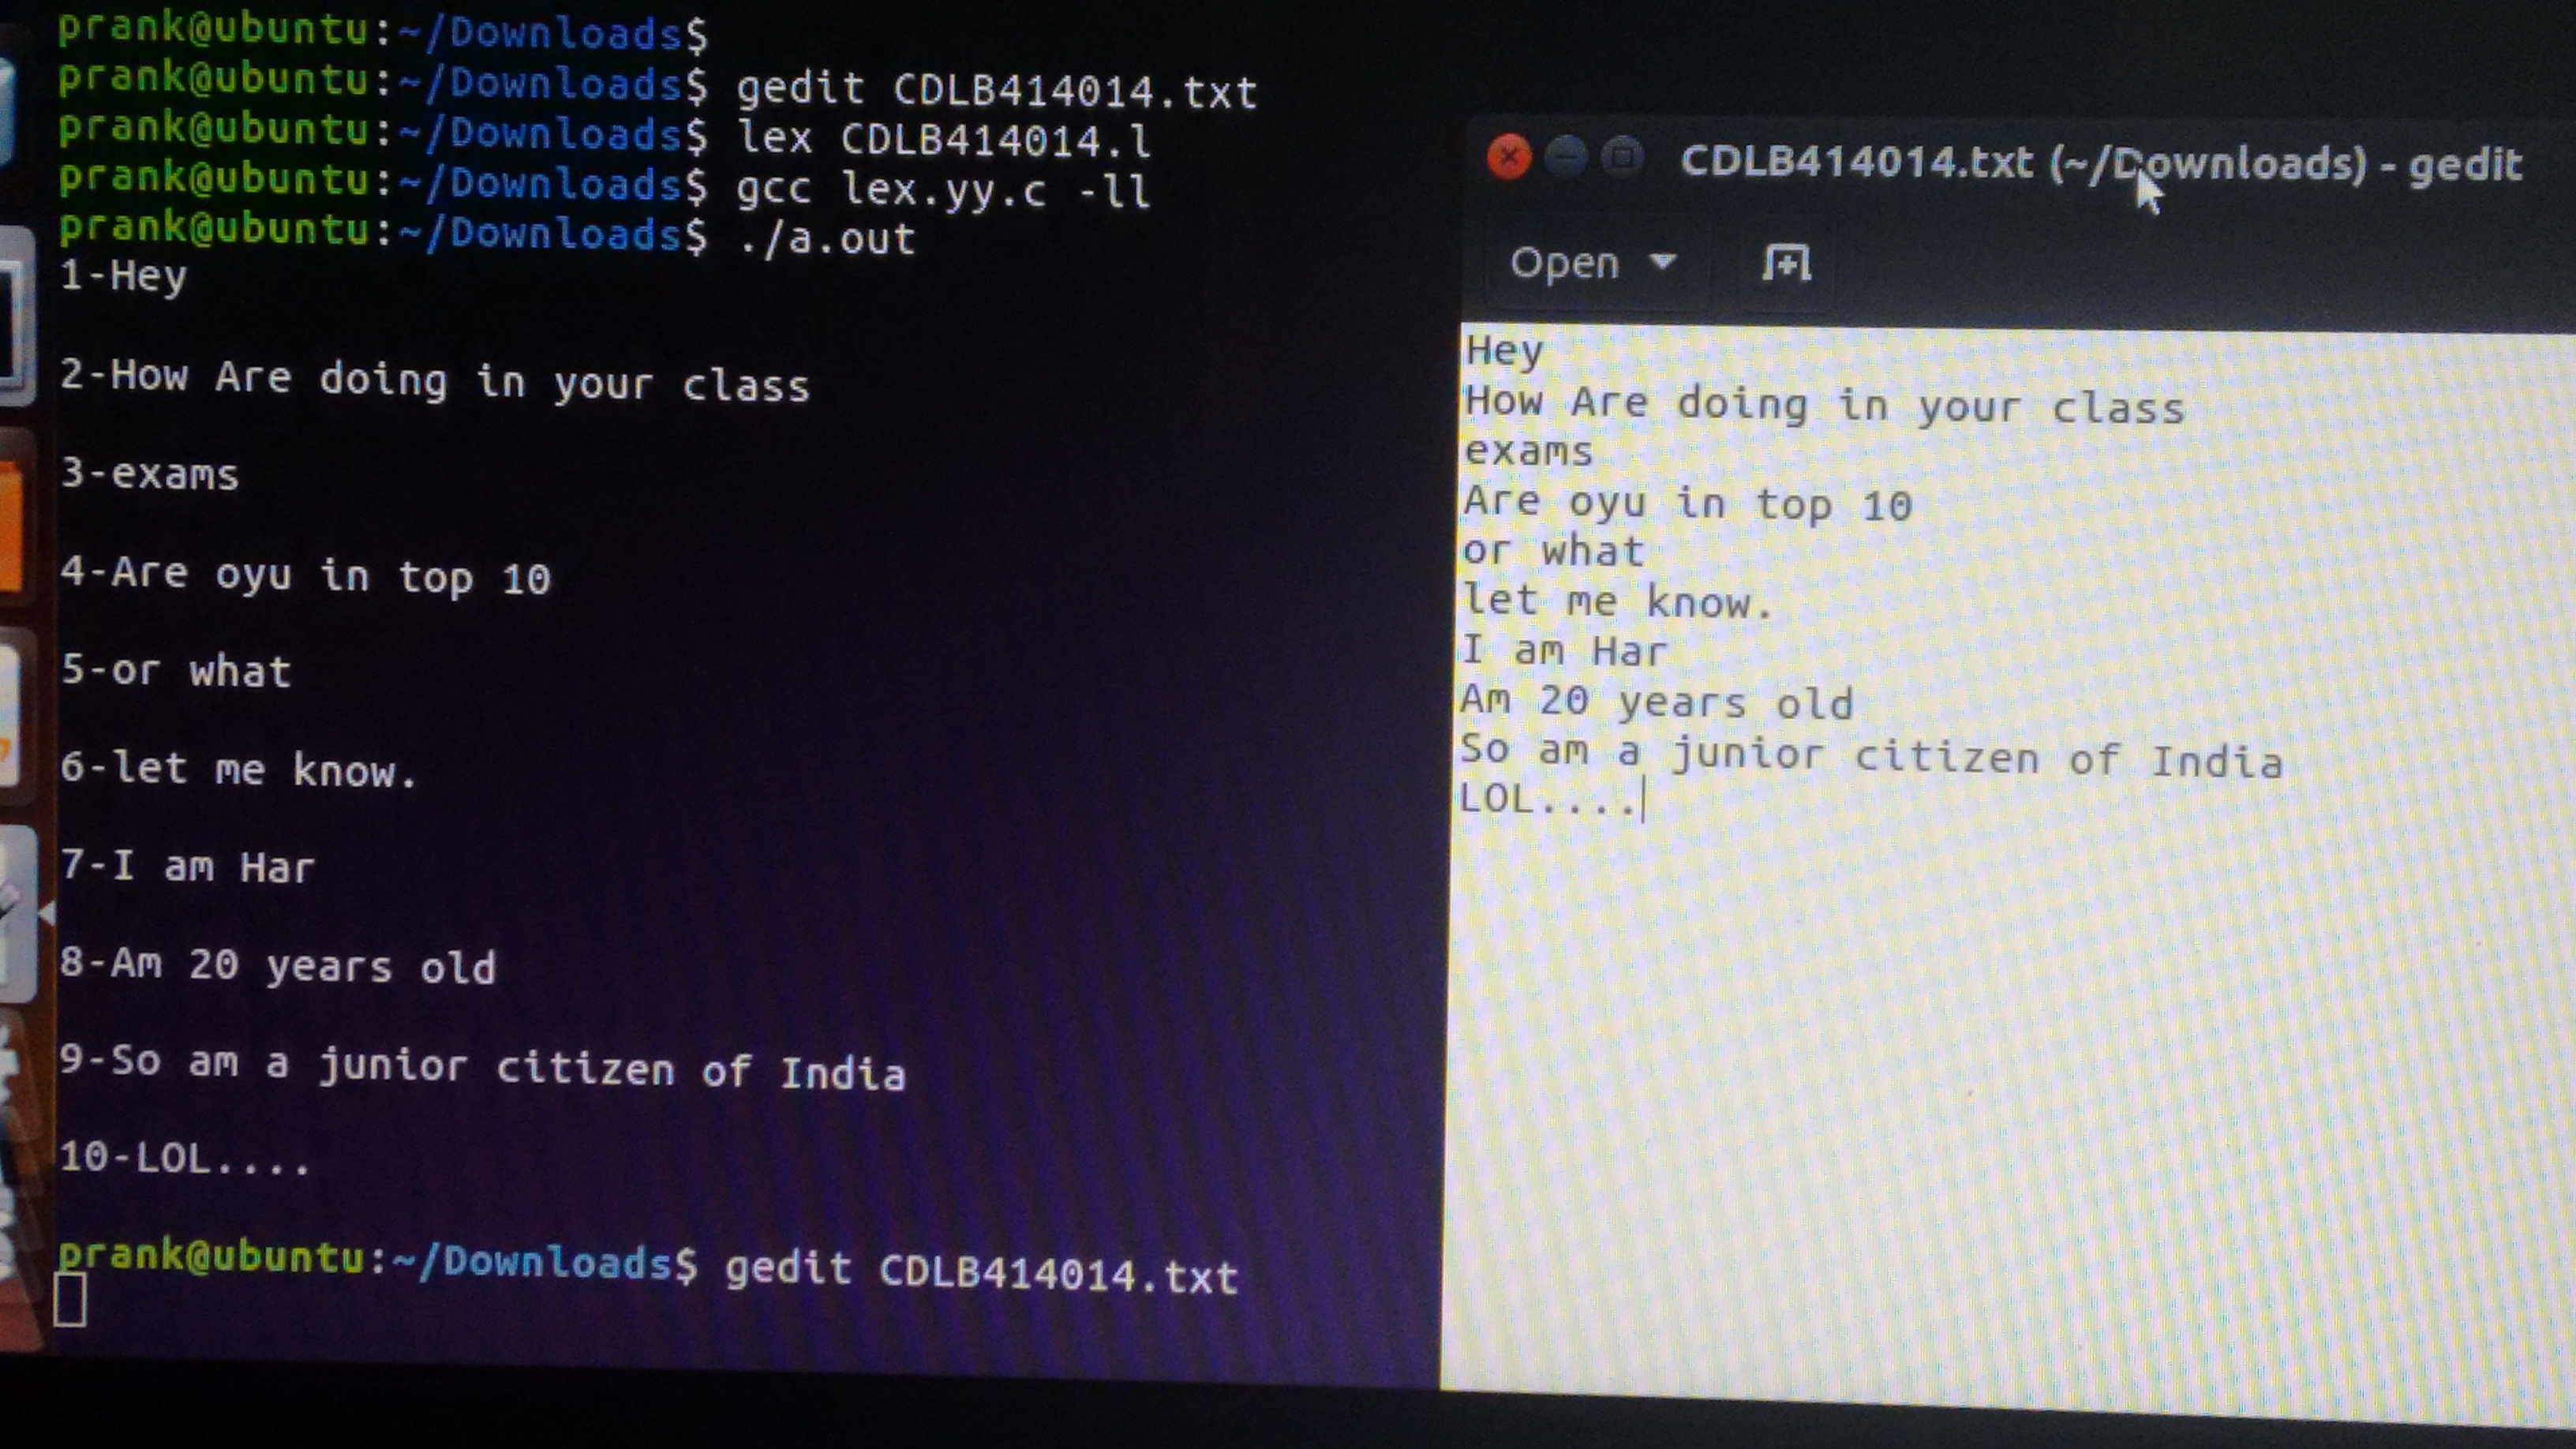 prank@ubuntu:~/Downloads$
prank@ubuntu:~/Downloads$ gedit CDLB414014.txt
prank@ubuntu:~/Downloads$ lex CDLB414014.l
prank@ubuntu:~/Downloads$ gcc lex.yy.c -ll
prank@ubuntu:~/Downloads$ ./a.out
1-Hey
2-How Are doing in your class
3-exams
4-Are oyu in top 10
5-or what
6-let me know.
7-I am Har
8-Am 20 years old
9-So am a junior citizen of India
10-LOL....
prank@ubuntu:~/Downloads$ gedit CDLB414014.txt
CDLB414014.txt (~/Downloads) - gedit
Open
Hey
How Are doing in your class
exams
Are oyu in top 10
or what
let me know.
I am Har
Am 20 years old
So am a junior citizen of India
LOL....